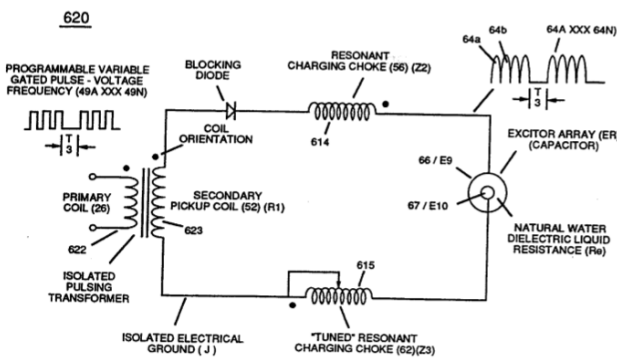 620
64b
64a
64A XXX 64N)
PROGRAMMABLE VARIABLE
GATED PULSE - VOLTAGE
FREQUENCY (49A XXX 49N)
BLOCKING
DIODE
RESONANT
CHARGING CHOKE (56) (Z2)
T
3
T
3
COIL
ORIENTATION
614
EXCITOR ARRAY (ER)
(CAPACITOR)
66 / E9
67 / E10
PRIMARY
COIL (26)
SECONDARY
PICKUP COIL (52) (R1)
622
623
NATURAL WATER
DIELECTRIC LIQUID
RESISTANCE (Re)
ISOLATED
PULSING
TRANSFORMER
615
ISOLATED ELECTRICAL
GROUND ( J )
"TUNED" RESONANT
CHARGING CHOKE (62)(Z3)